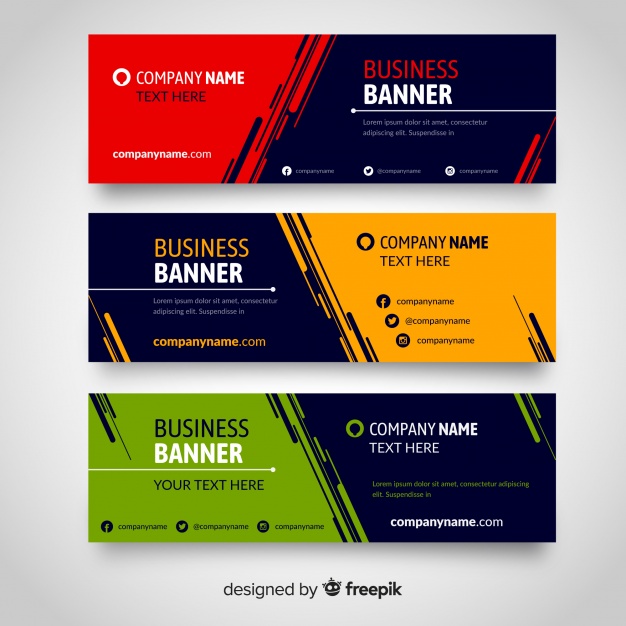 COMPANY NAME
TEXT HERE
companyname.com
BUSINESS
BANNER
Lorem ipsum dolor sit amet, consectetur
adipiscing elit. Suspendisse in
companyname
companyname
companyname
BUSINESS
BANNER
Lorem ipsum dolor sit amet, consectetur
adipiscing elit. Suspendisse in
companyname.com
COMPANY NAME
TEXT HERE
companyname
@companyname
companyname
BUSINESS
BANNER
YOUR TEXT HERE
companyname
@companyname
companyname
COMPANY NAME
TEXT HERE
Lorem ipsum dolor sit amet, consectetur
adipiscing elit. Suspendisse in
companyname.com
designed by freepik